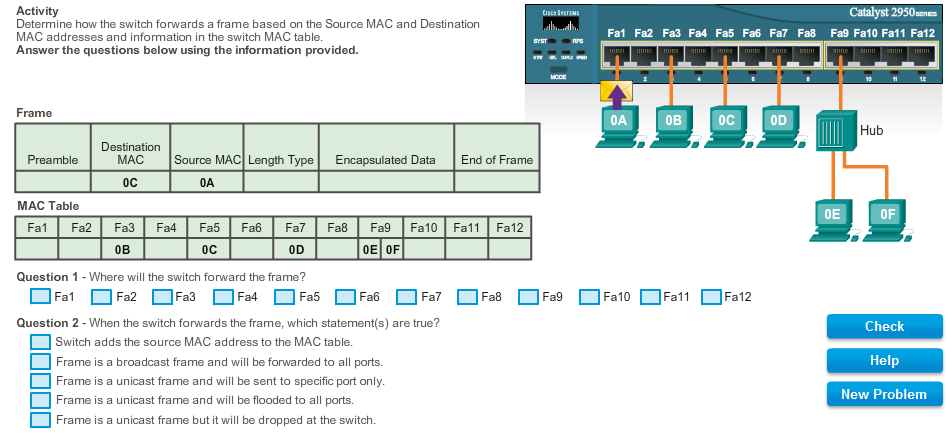 Activity
Determine how the switch forwards a frame based on the Source MAC and Destination
MAC addresses and information in the switch MAC table.
Answer the questions below using the information provided.
CISCO SYSTEMS
Catalyst 2950 SERIES
Fa1 Fa2 Fa3 Fa4 Fa5 Fa6 Fa7 Fa8 Fa9 Fa10 Fa11 Fa12
SYST RPS
STAT UTIL DUPLX SPEED
MODE
2 4 6 8 10 11 12
0A 0B 0C 0D
Hub
0E 0F
Frame
Preamble Destination MAC Source MAC Length Type Encapsulated Data End of Frame
0C 0A
MAC Table
Fa1 Fa2 Fa3 Fa4 Fa5 Fa6 Fa7 Fa8 Fa9 Fa10 Fa11 Fa12
0B 0C 0D 0E 0F
Question 1 - Where will the switch forward the frame?
Fa1 Fa2 Fa3 Fa4 Fa5 Fa6 Fa7 Fa8 Fa9 Fa10 Fa11 Fa12
Question 2 - When the switch forwards the frame, which statement(s) are true?
Switch adds the source MAC address to the MAC table.
Frame is a broadcast frame and will be forwarded to all ports.
Frame is a unicast frame and will be sent to specific port only.
Frame is a unicast frame and will be flooded to all ports.
Frame is a unicast frame but it will be dropped at the switch.
Check
Help
New Problem